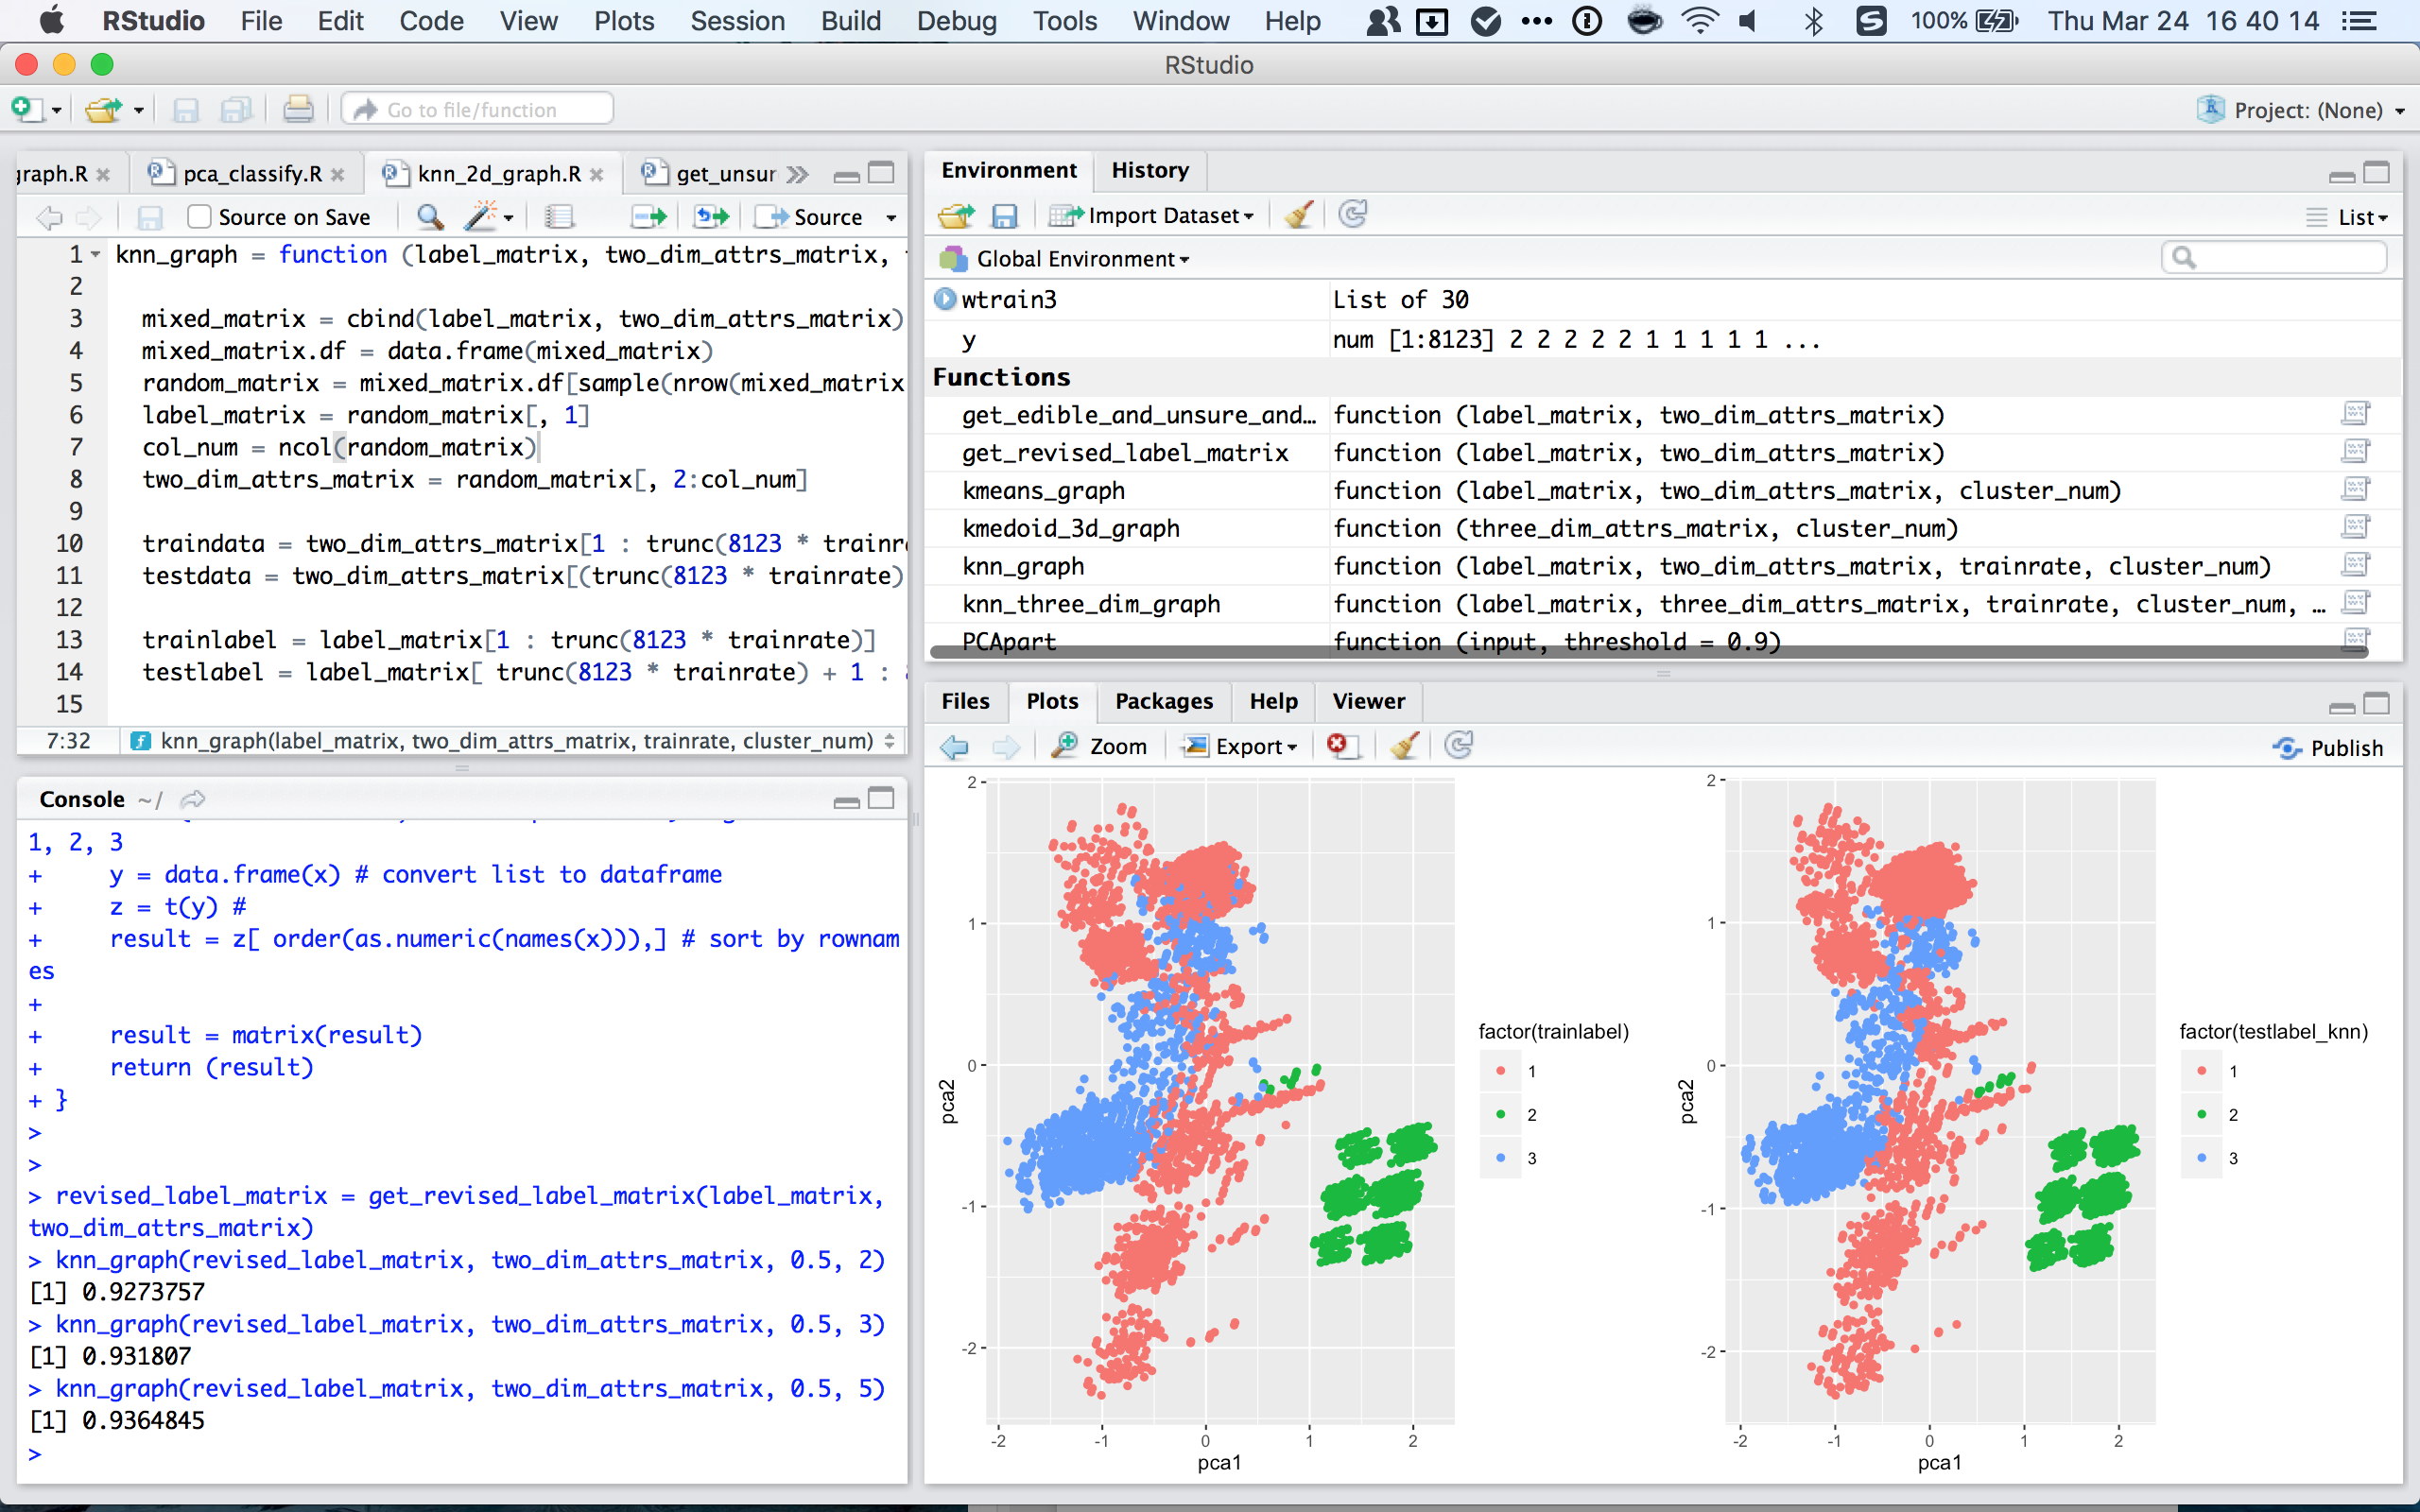 RStudio File Edit Code View Plots Session Build Debug Tools Window Help 100% Thu Mar 24 16 40 14
RStudio
Go to file/function
Project: (None)
graph.R pca_classify.R knn_2d_graph.R get_unsur
Source on Save Source
1 knn_graph = function (label_matrix, two_dim_attrs_matrix,
2
3 mixed_matrix = cbind(label_matrix, two_dim_attrs_matrix)
4 mixed_matrix.df = data.frame(mixed_matrix)
5 random_matrix = mixed_matrix.df[sample(nrow(mixed_matrix
6 label_matrix = random_matrix[, 1]
7 col_num = ncol(random_matrix)
8 two_dim_attrs_matrix = random_matrix[, 2:col_num]
9
10 traindata = two_dim_attrs_matrix[1 : trunc(8123 * trainr
11 testdata = two_dim_attrs_matrix[(trunc(8123 * trainrate)
12
13 trainlabel = label_matrix[1 : trunc(8123 * trainrate)]
14 testlabel = label_matrix[ trunc(8123 * trainrate) + 1 :
15
7:32 knn_graph(label_matrix, two_dim_attrs_matrix, trainrate, cluster_num)
Console ~/
1, 2, 3
+ y = data.frame(x) # convert list to dataframe
+ z = t(y) #
+ result = z[ order(as.numeric(names(x))),] # sort by rownam
es
+
+ result = matrix(result)
+ return (result)
+ }
>
>
> revised_label_matrix = get_revised_label_matrix(label_matrix,
two_dim_attrs_matrix)
> knn_graph(revised_label_matrix, two_dim_attrs_matrix, 0.5, 2)
[1] 0.9273757
> knn_graph(revised_label_matrix, two_dim_attrs_matrix, 0.5, 3)
[1] 0.931807
> knn_graph(revised_label_matrix, two_dim_attrs_matrix, 0.5, 5)
[1] 0.9364845
>
Environment History
Import Dataset List
Global Environment
wtrain3 List of 30
y num [1:8123] 2 2 2 2 2 1 1 1 1 1 ...
Functions
get_edible_and_unsure_and… function (label_matrix, two_dim_attrs_matrix)
get_revised_label_matrix function (label_matrix, two_dim_attrs_matrix)
kmeans_graph function (label_matrix, two_dim_attrs_matrix, cluster_num)
kmedoid_3d_graph function (three_dim_attrs_matrix, cluster_num)
knn_graph function (label_matrix, two_dim_attrs_matrix, trainrate, cluster_num)
knn_three_dim_graph function (label_matrix, three_dim_attrs_matrix, trainrate, cluster_num, …
PCApart function (input, threshold = 0.9)
Files Plots Packages Help Viewer
Zoom Export Publish
2
1
0
-1
-2
pca2
-2 -1 0 1 2
pca1
factor(trainlabel)
1
2
3
2
1
0
-1
-2
pca2
-2 -1 0 1 2
pca1
factor(testlabel_knn)
1
2
3